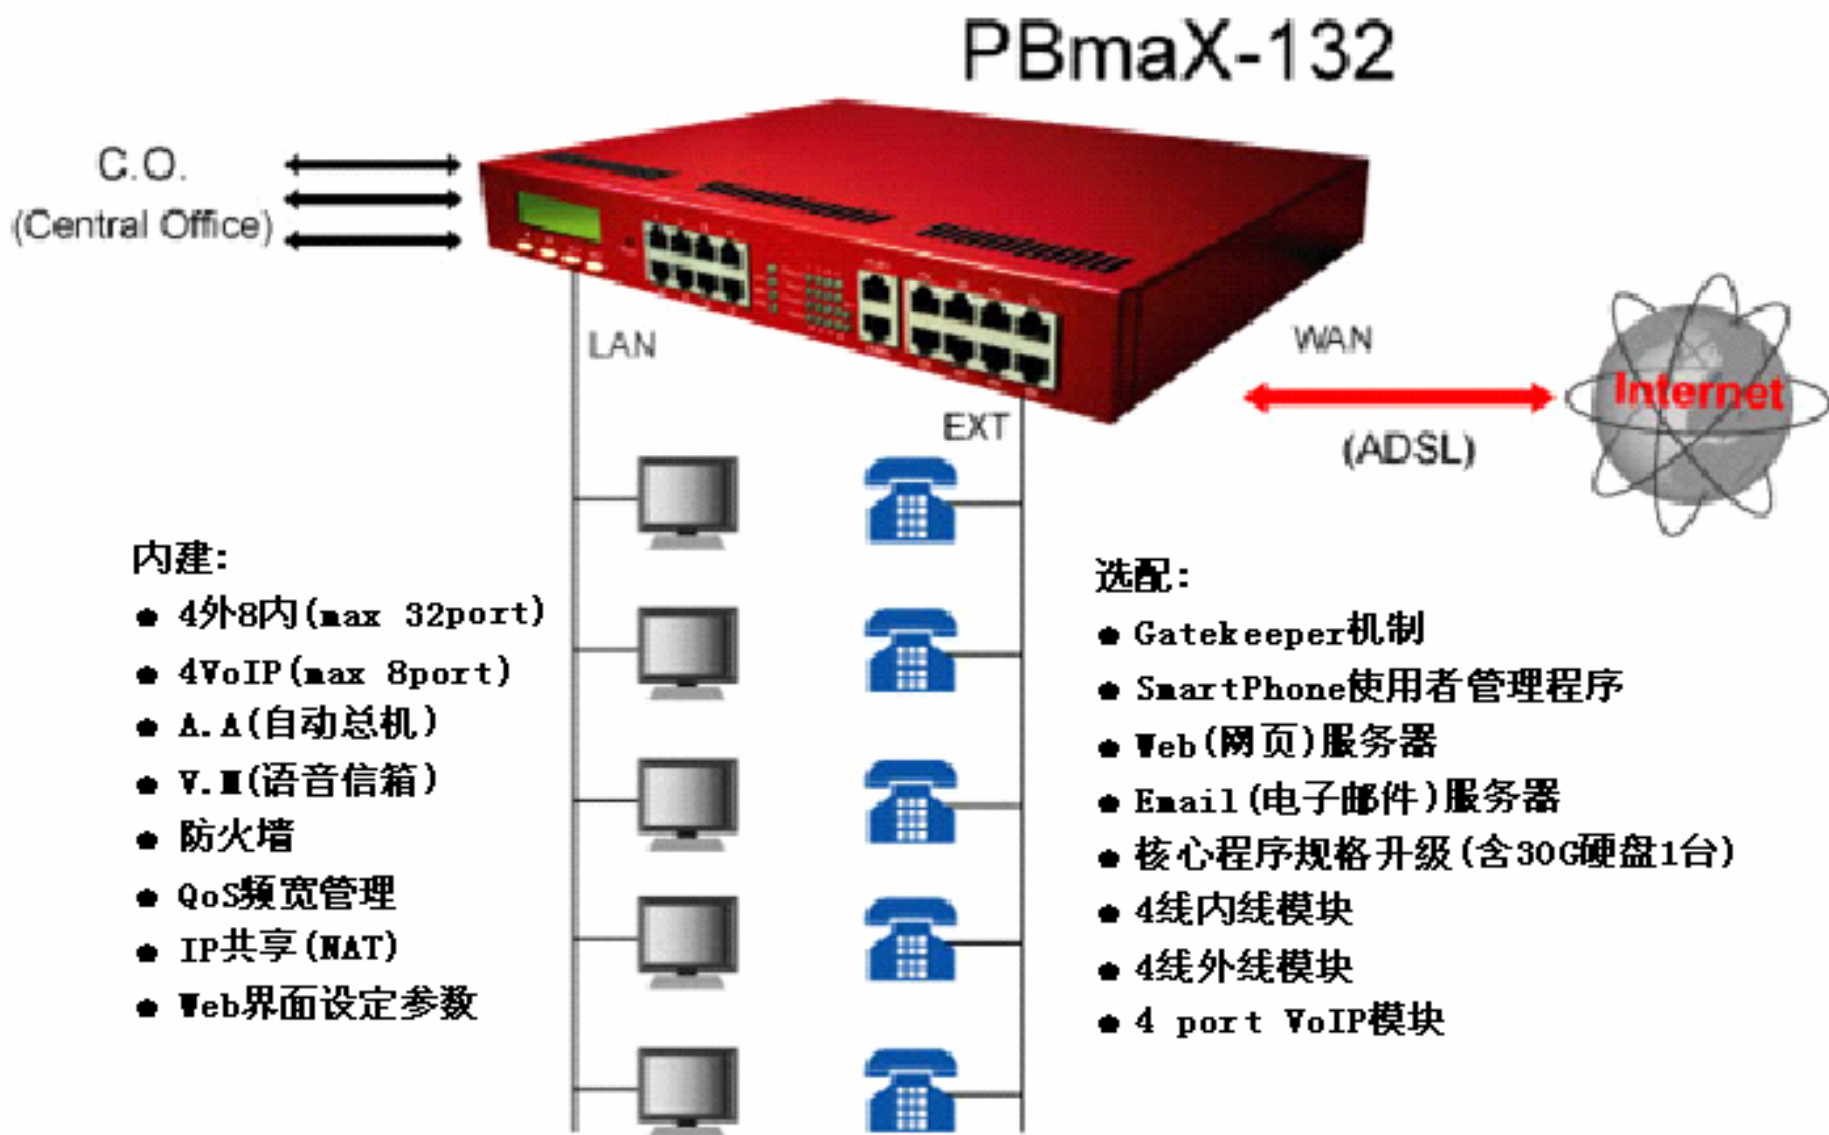 PBmaX-132
C.O.
(Central Office)
LAN
WAN
Internet
EXT
(ADSL)
内建:
● 4外8内(max 32port)
● 4VoIP(max 8port)
● A.A(自动总机)
● V.M(语音信箱)
● 防火墙
● QoS频宽管理
● IP共享(NAT)
● Web界面设定参数
选配:
● Gatekeeper机制
● SmartPhone使用者管理程序
● Web(网页)服务器
● Email(电子邮件)服务器
● 核心程序规格升级(含30G硬盘1台)
● 4线内线模块
● 4线外线模块
● 4 port VoIP模块